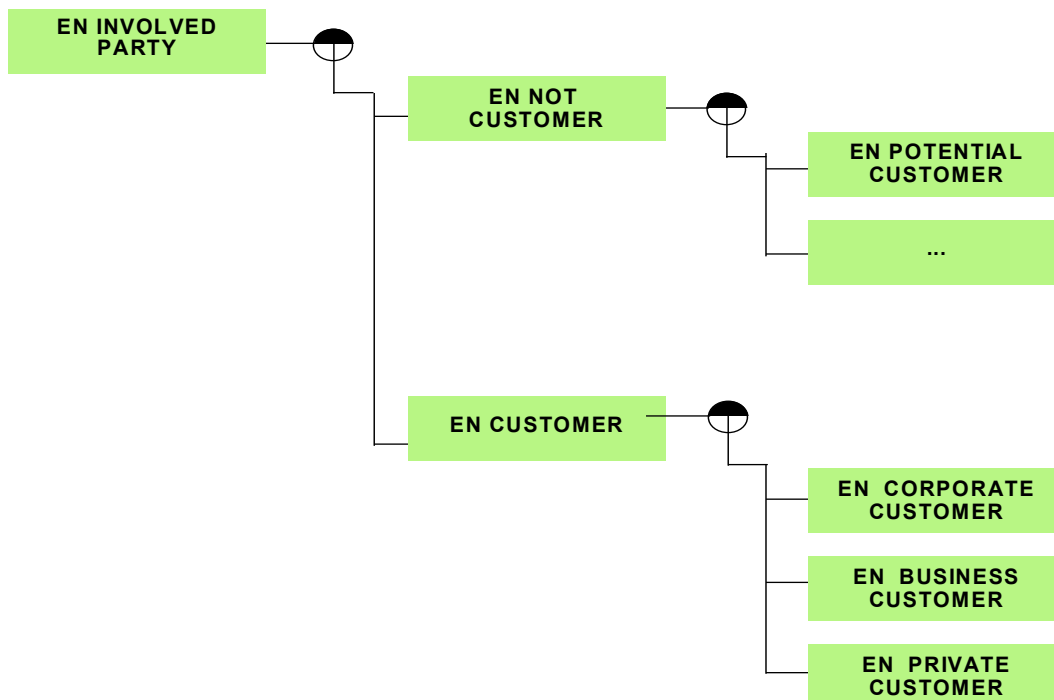 EN INVOLVED
PARTY
EN NOT
CUSTOMER
EN POTENTIAL
CUSTOMER
...
EN CUSTOMER
EN CORPORATE
CUSTOMER
EN BUSINESS
CUSTOMER
EN PRIVATE
CUSTOMER